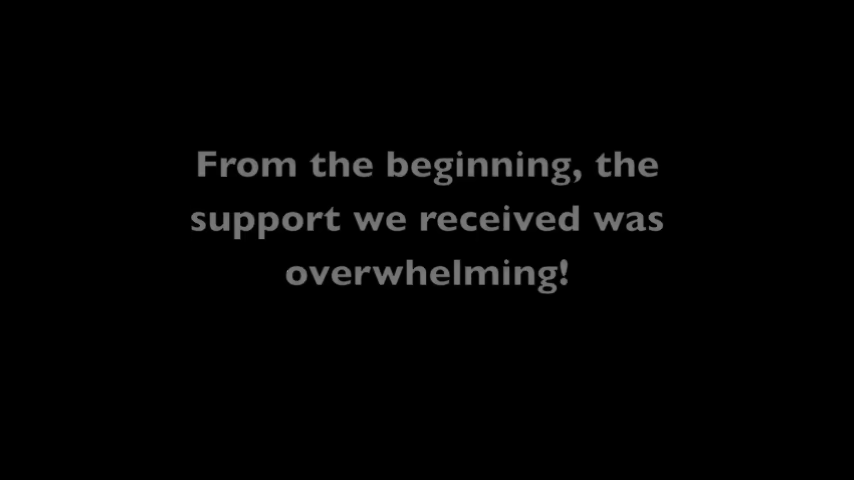 From the beginning, the
support we received was
overwhelming!